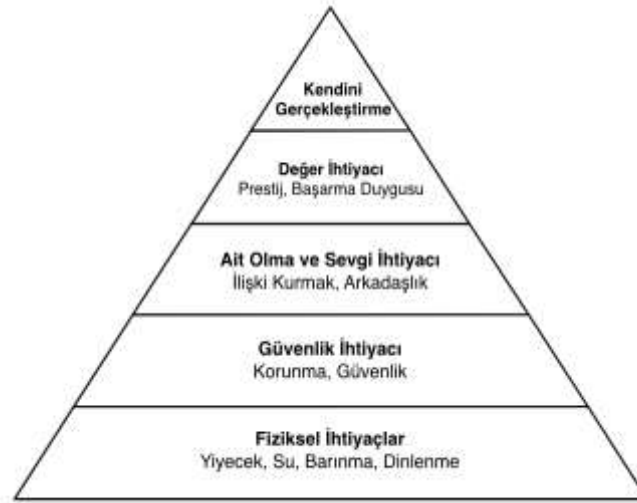 Kendini
Gerçekleştirme
Değer İhtiyacı
Prestij, Başarma Duygusu
Ait Olma ve Sevgi İhtiyacı
İlişki Kurmak, Arkadaşlık
Güvenlik İhtiyacı
Korunma, Güvenlik
Fiziksel İhtiyaçlar
Yiyecek, Su, Barınma, Dinlenme